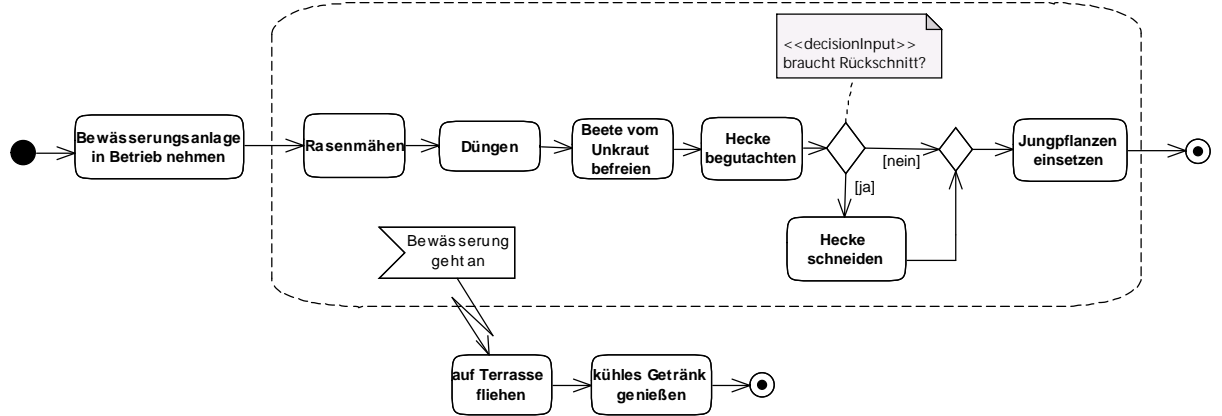 <<decisionInput>>
braucht Rückschnitt?
Bewässerungsanlage
in Betrieb nehmen
Rasenmähen
Düngen
Beete vom
Unkraut
befreien
Hecke
begutachten
[nein]
Jungpflanzen
einsetzen
[ja]
Hecke
schneiden
Bewässerung
geht an
auf Terrasse
fliehen
kühles Getränk
genießen